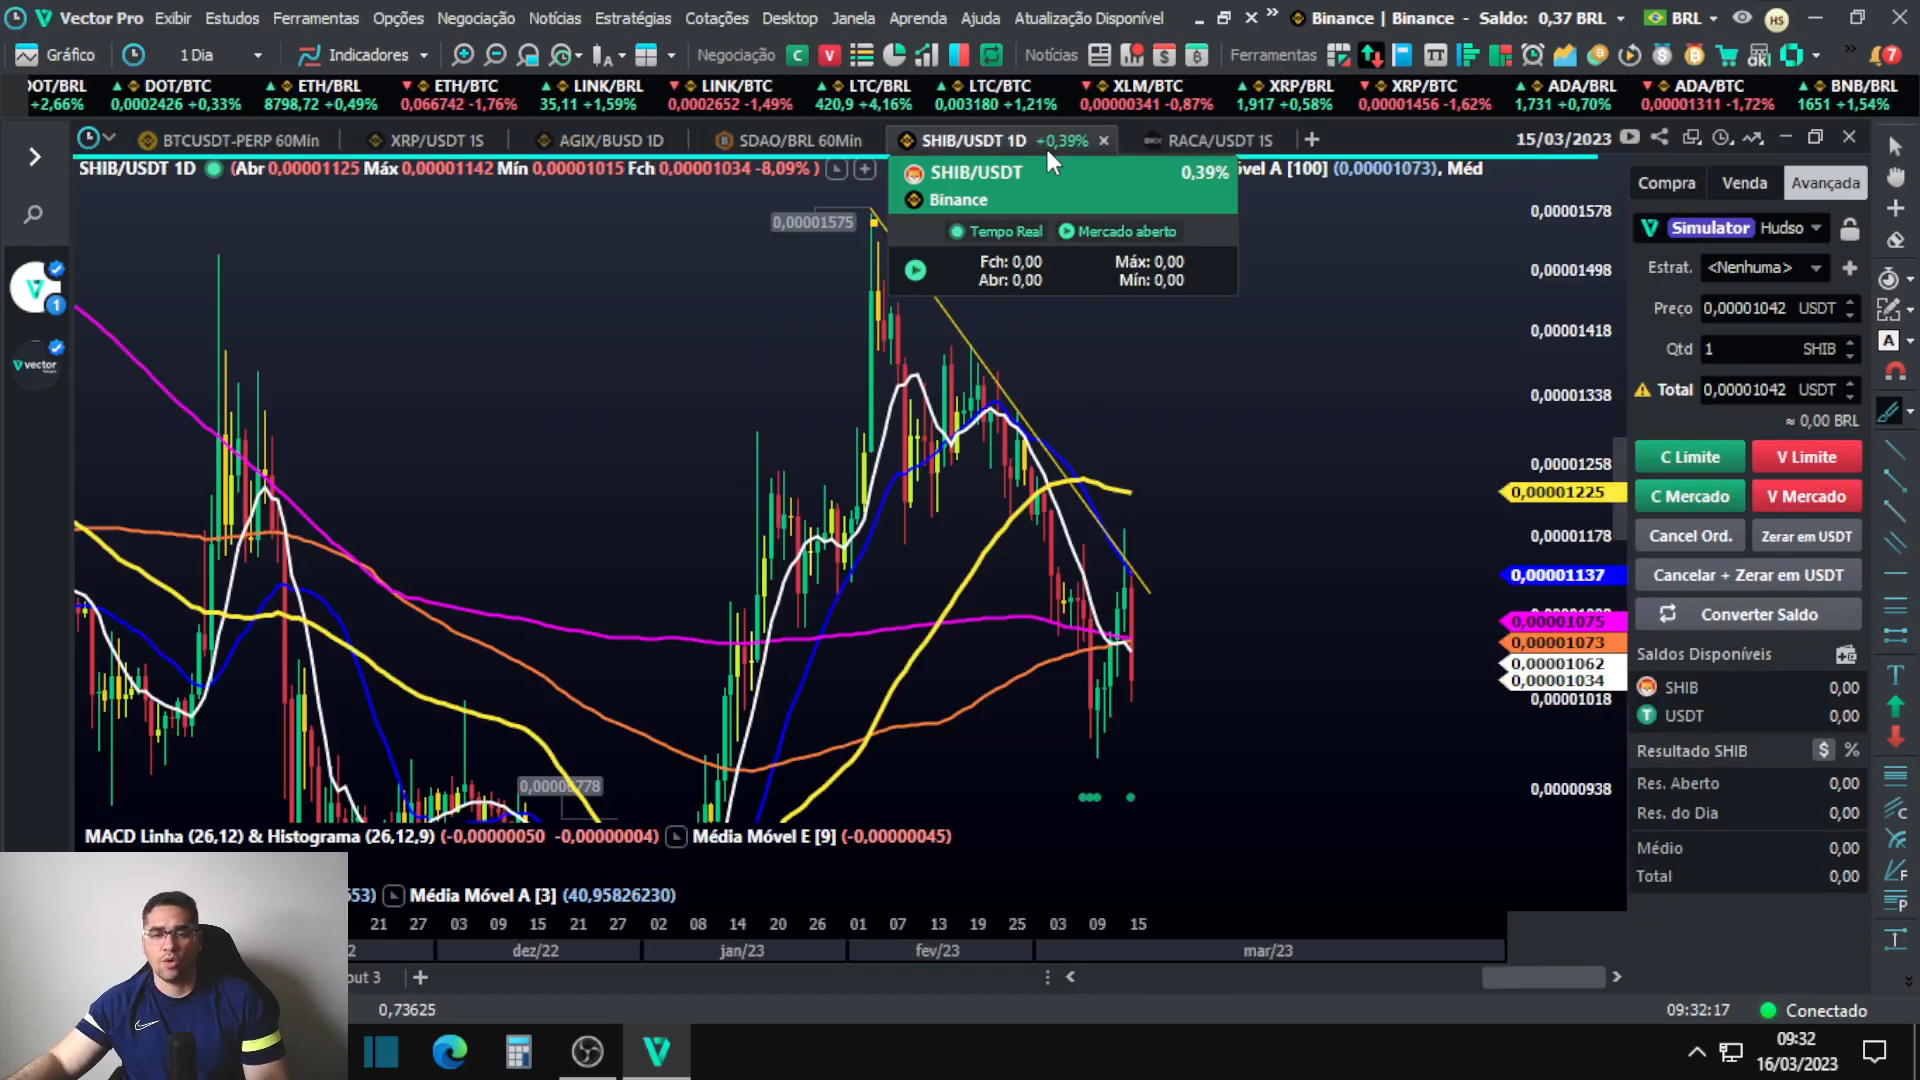 Vector Pro Exibir Estudos Ferramentas Opções Negociação Notícias Estratégias Cotações Desktop Janela Aprenda Ajuda Atualização Disponível Binance | Binance - Saldo: 0,37 BRL BRL HS
Gráfico 1 Dia Indicadores Negociação C V Notícias Ferramentas 7
DOT/BRL DOT/BTC ETH/BRL ETH/BTC LINK/BRL LINK/BTC LTC/BRL LTC/BTC XLM/BTC XRP/BRL XRP/BTC ADA/BRL ADA/BTC BNB/BRL
+2,66% 0,0002426 +0,33% 8798,72 +0,49% 0,066742 -1,76% 35,11 +1,59% 0,0002652 -1,49% 420,9 +4,16% 0,003180 +1,21% 0,00000341 -0,87% 1,917 +0,58% 0,00001456 -1,62% 1,731 +0,70% 0,00001311 -1,72% 1651 +1,54%
BTCUSDT-PERP 60Min XRP/USDT 1S AGIX/BUSD 1D SDAO/BRL 60Min SHIB/USDT 1D +0,39% RACA/USDT 1S 15/03/2023
SHIB/USDT 1D (Abr 0,00001125 Máx 0,00001142 Mín 0,00001015 Fch 0,00001034 -8,09% ) óvel A [100] (0,00001073), Méd
SHIB/USDT 0,39%
Binance
Tempo Real Mercado aberto
Fch: 0,00 Máx: 0,00
Abr: 0,00 Mín: 0,00
0,00001575
0,00001578
0,00001498
0,00001418
0,00001338
0,00001258
0,00001225
0,00001178
0,00001137
0,00001075
0,00001073
0,00001062
0,00001034
0,00001018
0,00000938
vector
1
MACD Linha (26,12) & Histograma (26,12,9) (-0,00000050 -0,00000004) Média Móvel E [9] (-0,00000045)
553) Média Móvel A [3] (40,95826230)
21 27 03 09 15 21 27 02 08 14 20 26 01 07 13 19 25 03 09 15
2 dez/22 jan/23 fev/23 mar/23
out 3
0,73625
09:32:17 Conectado
09:32
16/03/2023
Compra Venda Avançada
Simulator Hudso
Estrat. <Nenhuma>
Preço 0,00001042 USDT
Qtd 1 SHIB
Total 0,00001042 USDT
≈ 0,00 BRL
C Limite V Limite
C Mercado V Mercado
Cancel Ord. Zerar em USDT
Cancelar + Zerar em USDT
Converter Saldo
Saldos Disponíveis
SHIB 0,00
USDT 0,00
Resultado SHIB $ %
Res. Aberto 0,00
Res. do Dia 0,00
Médio 0,00
Total 0,00